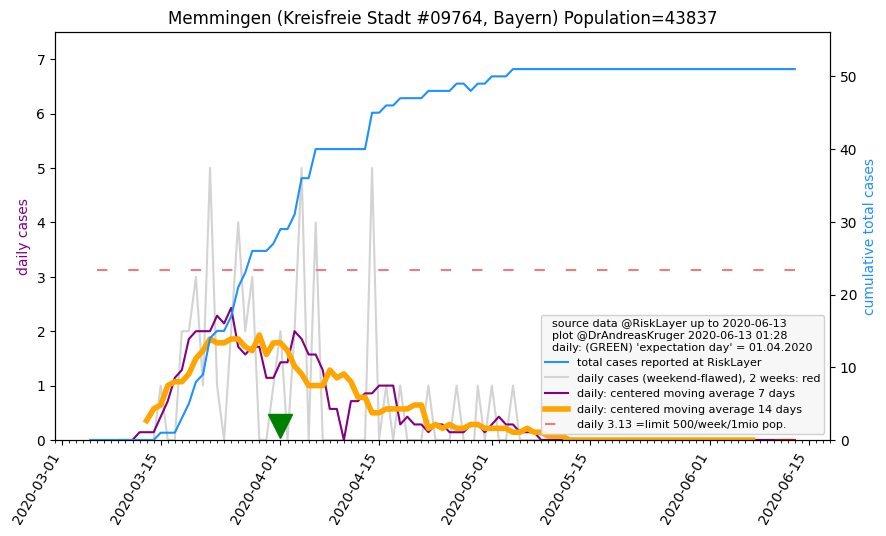 Memmingen (Kreisfreie Stadt #09764, Bayern) Population=43837
daily cases
7
6
5
4
3
2
1
0
cumulative total cases
50
40
30
20
10
0
source data @RiskLayer up to 2020-06-13
plot @DrAndreasKruger 2020-06-13 01:28
daily: (GREEN) 'expectation day' = 01.04.2020
total cases reported at RiskLayer
daily cases (weekend-flawed), 2 weeks: red
daily: centered moving average 7 days
daily: centered moving average 14 days
daily 3.13 =limit 500/week/1mio pop.
2020-03-01
2020-03-15
2020-04-01
2020-04-15
2020-05-01
2020-05-15
2020-06-01
2020-06-15